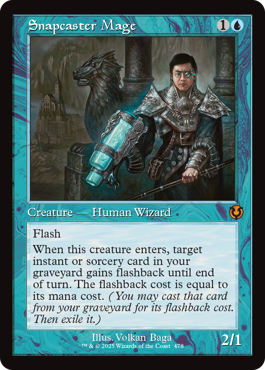 Snapcaster Mage 1
Creature — Human Wizard
Flash
When this creature enters, target
instant or sorcery card in your
graveyard gains flashback until end
of turn. The flashback cost is equal to
its mana cost. (You may cast that card
from your graveyard for its flashback cost.
Then exile it.)
Illus. Volkan Baga
2/1
™ & © 2025 Wizards of the Coast 474